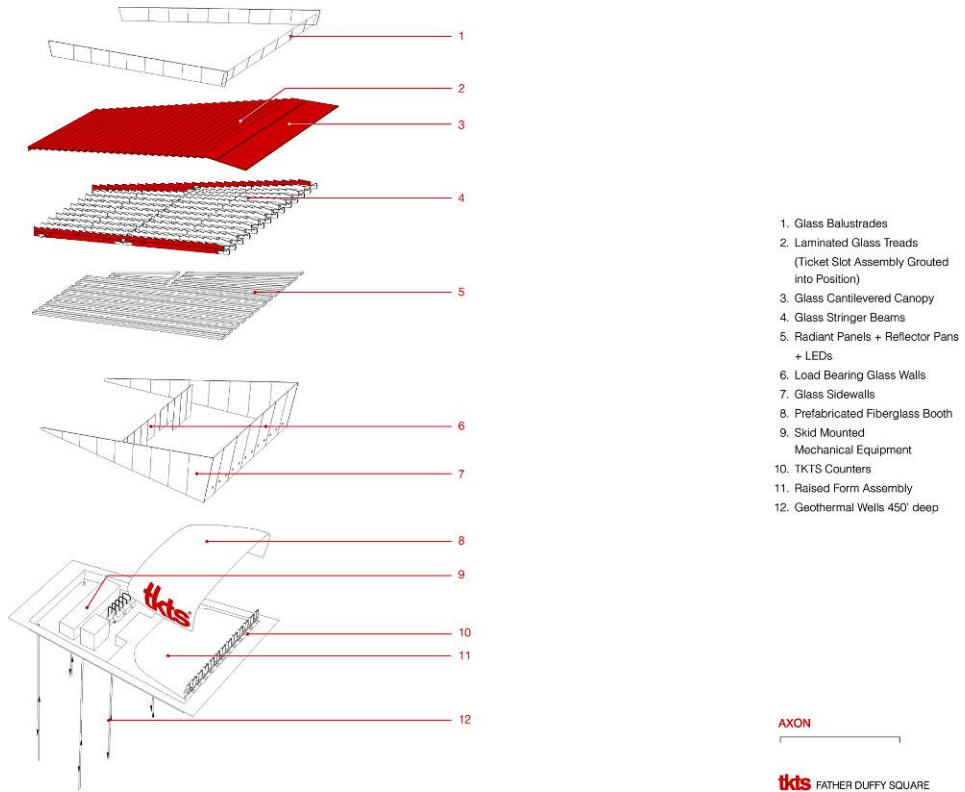 1
2
3
4
5
6
7
8
tkts
9
10
11
12
1. Glass Balustrades
2. Laminated Glass Treads
(Ticket Slot Assembly Grouted
into Position)
3. Glass Cantilevered Canopy
4. Glass Stringer Beams
5. Radiant Panels + Reflector Pans
+ LEDs
6. Load Bearing Glass Walls
7. Glass Sidewalls
8. Prefabricated Fiberglass Booth
9. Skid Mounted
Mechanical Equipment
10. TKTS Counters
11. Raised Form Assembly
12. Geothermal Wells 450' deep
AXON
tkts FATHER DUFFY SQUARE